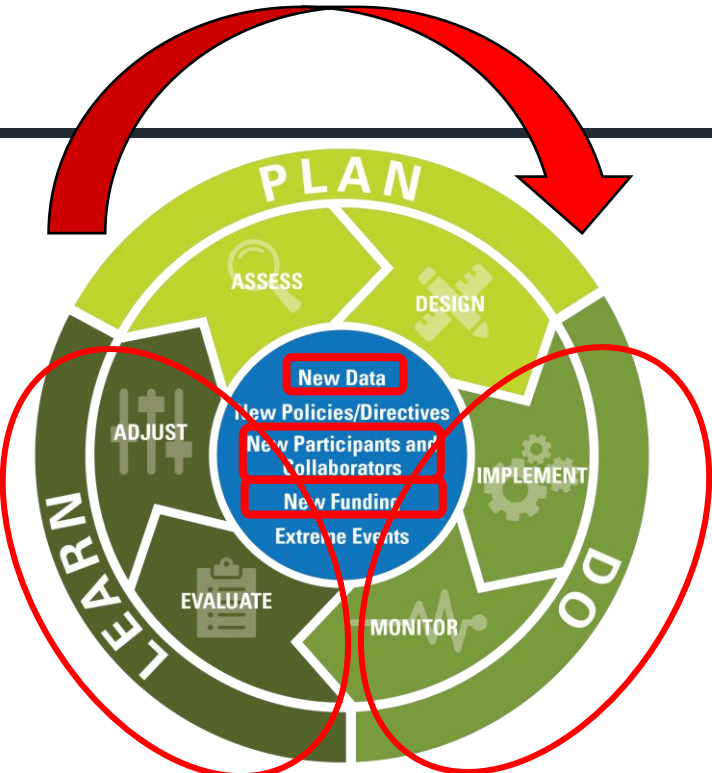 PLAN
ASSESS
DESIGN
New Data
New Policies/Directives
New Participants and
Collaborators
New Funding
Extreme Events
ADJUST
IMPLEMENT
EVALUATE
MONITOR
LEARN
DO